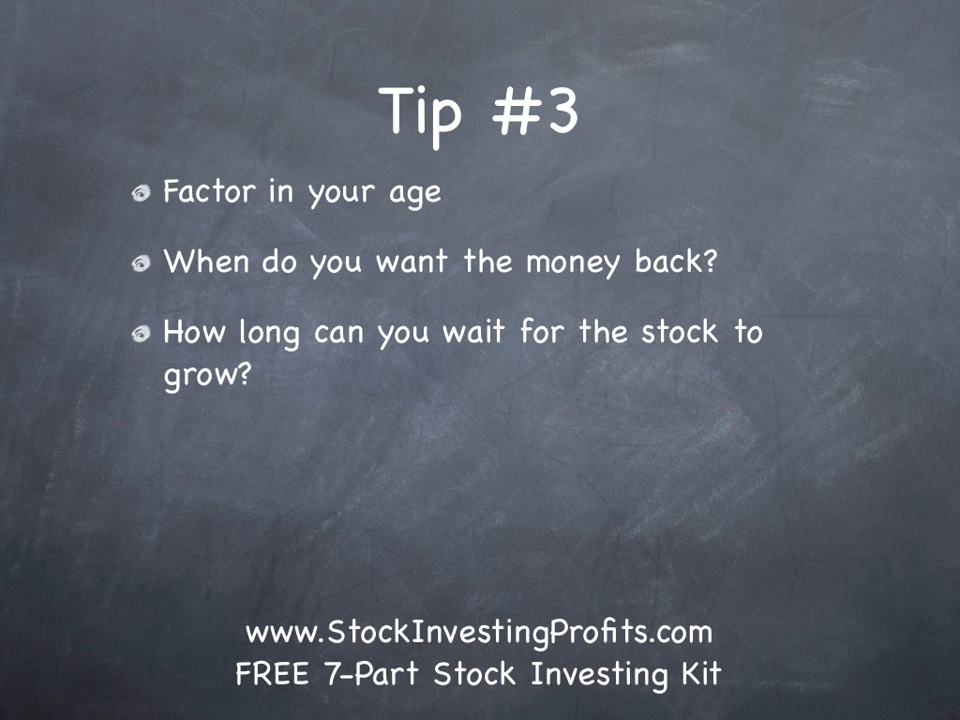 Tip #3
Factor in your age
When do you want the money back?
How long can you wait for the stock to
grow?
www.StockInvestingProfits.com
FREE 7-Part Stock Investing Kit